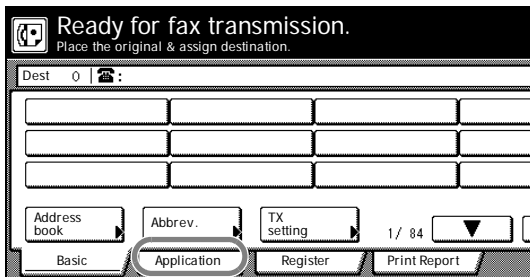 Ready for fax transmission.
Place the original & assign destination.
Dest 0 :
Address
book
Abbrev.
TX
setting
1/ 84
Basic Application Register Print Report